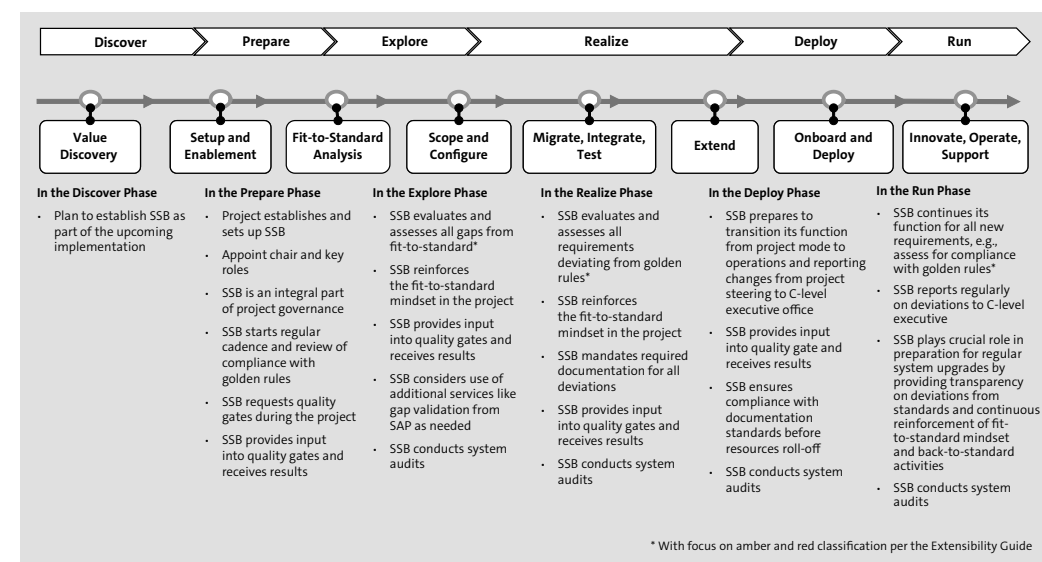 Discover
Prepare
Explore
Realize
Deploy
Run
Value
Discovery
Setup and
Enablement
Fit-to-Standard
Analysis
Scope and
Configure
Migrate, Integrate,
Test
Extend
Onboard and
Deploy
Innovate, Operate,
Support
In the Discover Phase
• Plan to establish SSB as
part of the upcoming
implementation
In the Prepare Phase
• Project establishes and
sets up SSB
• Appoint chair and key
roles
• SSB is an integral part
of project governance
• SSB starts regular
cadence and review of
compliance with
golden rules
• SSB requests quality
gates during the project
• SSB provides input
into quality gates and
receives results
In the Explore Phase
• SSB evaluates and
assesses all gaps from
fit-to-standard*
• SSB reinforces
the fit-to-standard
mindset in the project
• SSB provides input
into quality gates and
receives results
• SSB considers use of
additional services like
gap validation from
SAP as needed
• SSB conducts system
audits
In the Realize Phase
• SSB evaluates and
assesses all
requirements
deviating from golden
rules*
• SSB reinforces
the fit-to-standard
mindset in the project
• SSB mandates required
documentation for all
deviations
• SSB provides input
into quality gates and
receives results
• SSB conducts system
audits
In the Deploy Phase
• SSB prepares to
transition its function
from project mode to
operations and reporting
changes from project
steering to C-level
executive office
• SSB provides input
into quality gate and
receives results
• SSB ensures
compliance with
documentation
standards before
resources roll-off
• SSB conducts system
audits
In the Run Phase
• SSB continues its
function for all new
requirements, e.g.,
assess for compliance
with golden rules*
• SSB reports regularly
on deviations to C-level
executive
• SSB plays crucial role in
preparation for regular
system upgrades by
providing transparency
on deviations from
standards and continuous
reinforcement of fit-
to-standard mindset
and back-to-standard
activities
• SSB conducts system
audits
* With focus on amber and red classification per the Extensibility Guide